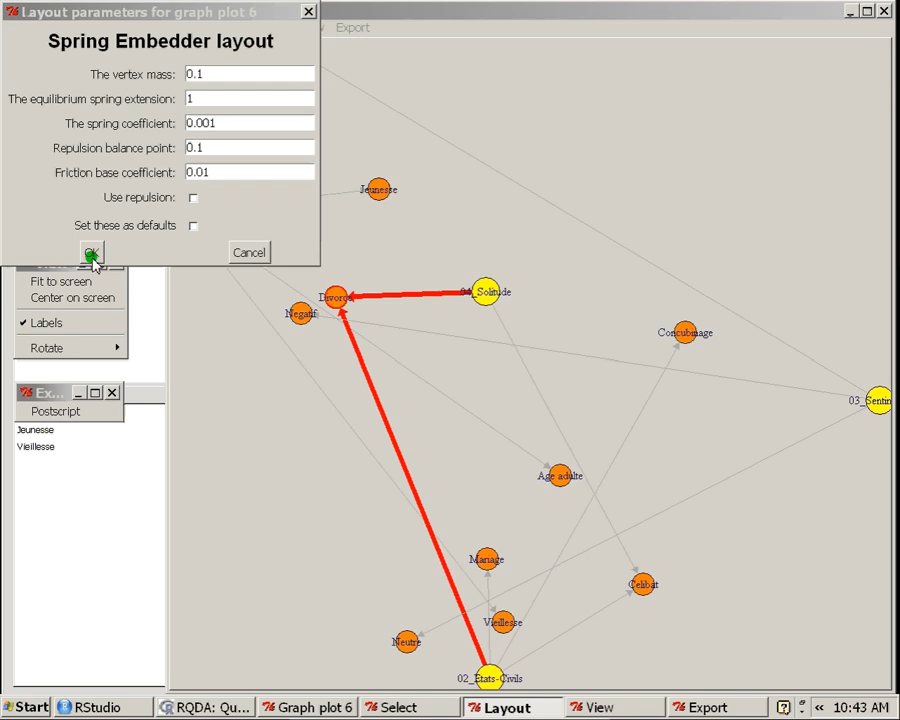 Layout parameters for graph plot 6
Export
Spring Embedder layout
The vertex mass: 0.1
The equilibrium spring extension: 1
The spring coefficient: 0.001
Repulsion balance point: 0.1
Friction base coefficient: 0.01
Use repulsion:
Set these as defaults
OK Cancel
Fit to screen
Center on screen
Labels
Rotate
Ex...
Postscript
Jeunesse
Vieillesse
Jeunesse
Divorce
04_Solitude
Negatif
Concubinage
03_Sentin
Age adulte
Manage
Celibat
Vieillesse
Neutre
02_Etats-Civils
Start RStudio RQDA: Qu... Graph plot 6 Select Layout View Export ? « 10:43 AM